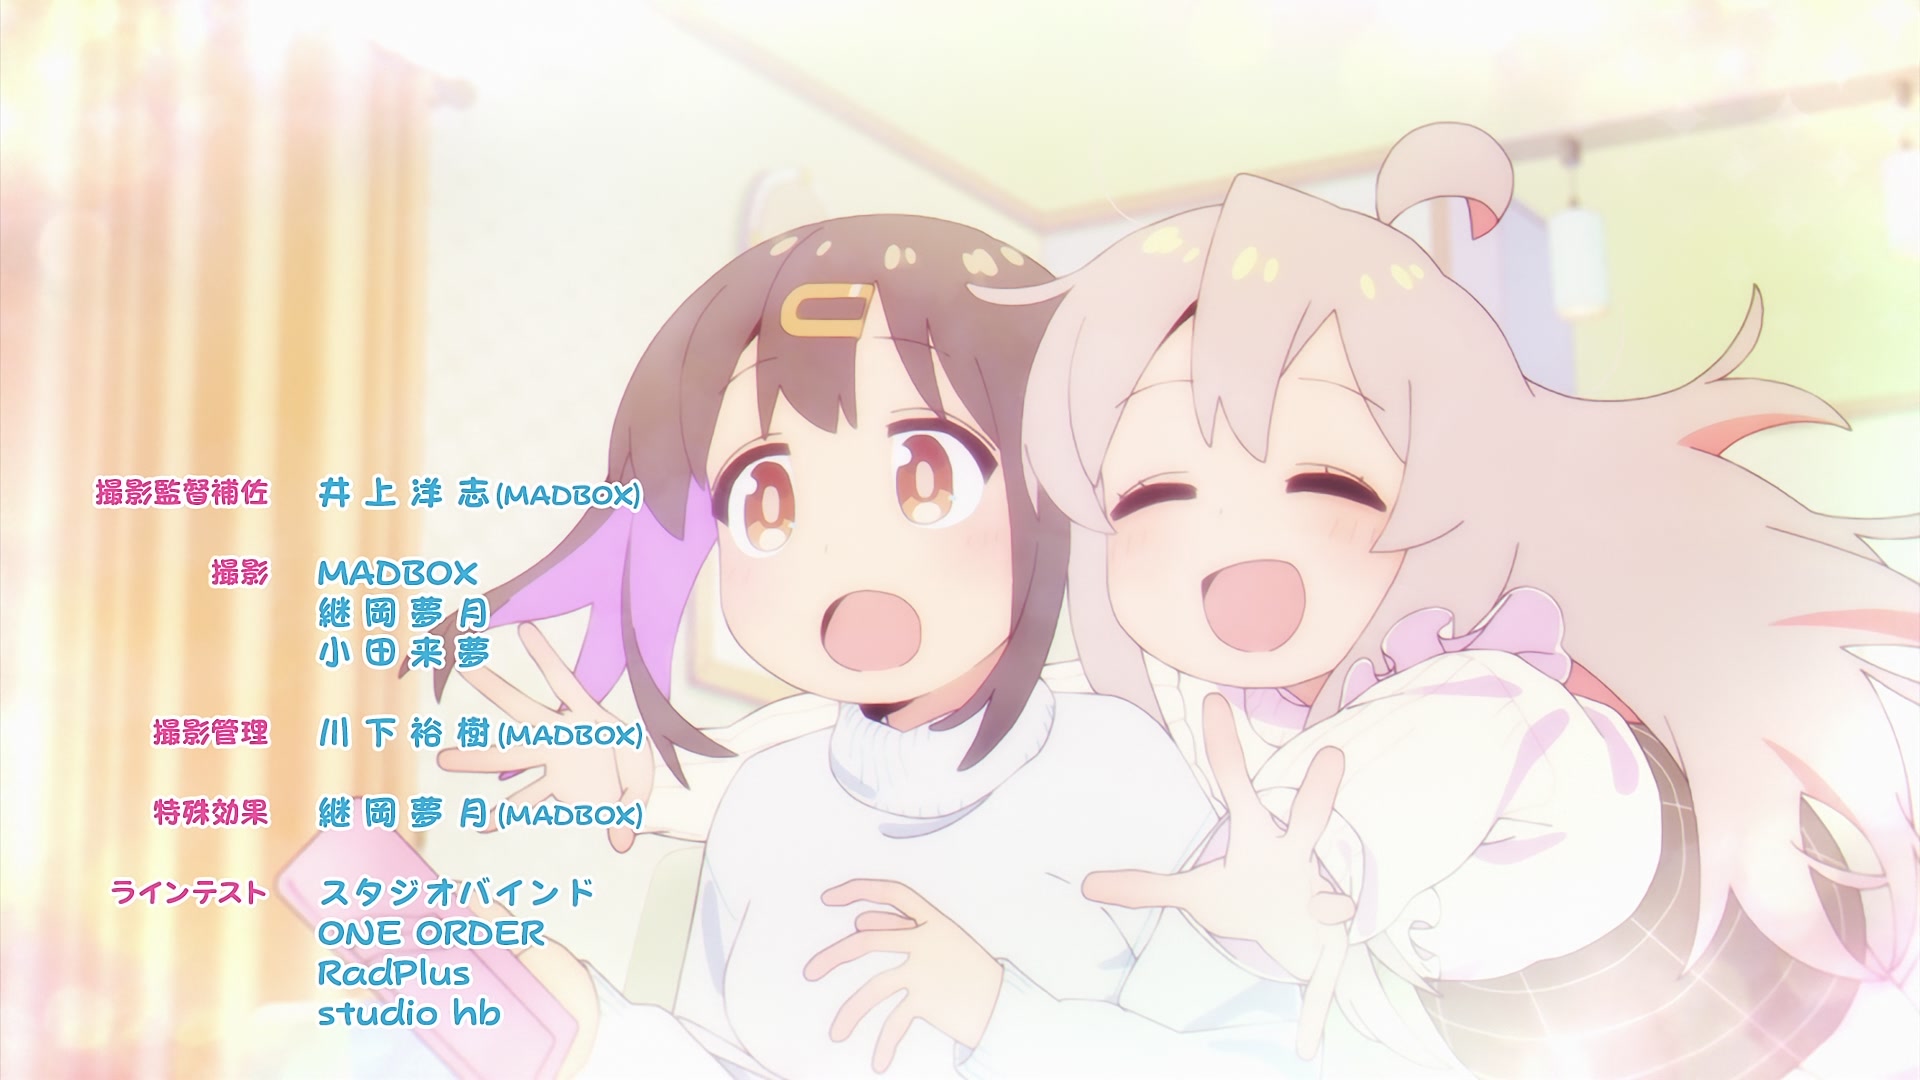 撮影監督補佐 井上洋志(MADBOX)
撮影 MADBOX
継岡夢月
小田来夢
撮影管理 川下裕樹(MADBOX)
特殊効果 継岡夢月(MADBOX)
ラインテスト スタジオバインド
ONE ORDER
RadPlus
studio hb